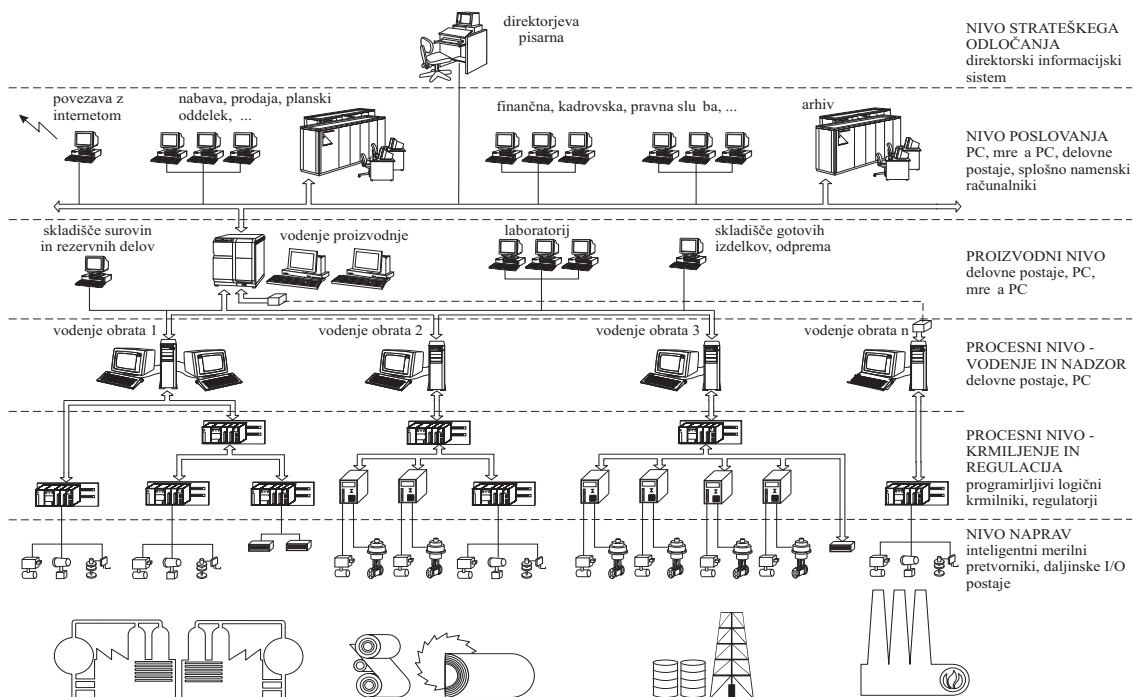 direktorjeva
pisarna
NIVO STRATEŠKEGA
ODLOČANJA
direktorski informacijski
sistem
povezava z
internetom
nabava, prodaja, planski
oddelek, ...
finančna, kadrovska, pravna slu ba, ...
arhiv
NIVO POSLOVANJA
PC, mre a PC, delovne
postaje, splošno namenski
računalniki
skladišče surovin
in rezervnih delov
vodenje proizvodnje
laboratorij
skladišče gotovih
izdelkov, odprema
PROIZVODNI NIVO
delovne postaje, PC,
mre a PC
vodenje obrata 1
vodenje obrata 2
vodenje obrata 3
vodenje obrata n
PROCESNI NIVO -
VODENJE IN NADZOR
delovne postaje, PC
PROCESNI NIVO -
KRMILJENJE IN
REGULACIJA
programirljivi logični
krmilniki, regulatorji
NIVO NAPRAV
inteligentni merilni
pretvorniki, daljinske I/O
postaje